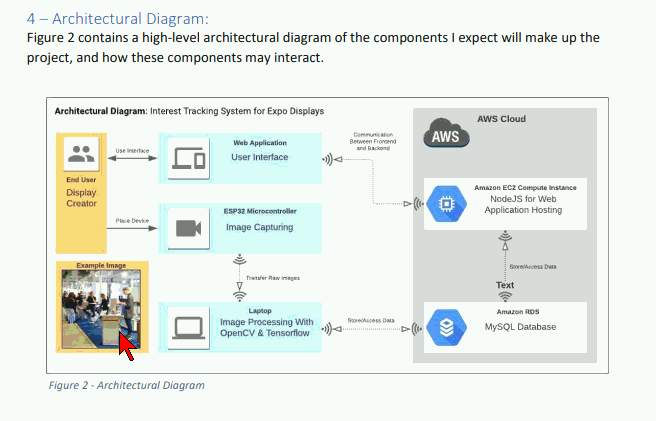 4 – Architectural Diagram:
Figure 2 contains a high-level architectural diagram of the components I expect will make up the
project, and how these components may interact.
Architectural Diagram: Interest Tracking System for Expo Displays
AWS Cloud
AWS
End User
Display
Creator
Use Interface
Web Application
User Interface
Communication
Between Frontend
and Backend
Amazon EC2 Compute Instance
NodeJS for Web
Application Hosting
Place Device
ESP32 Microcontroller
Image Capturing
Example Image
Transfer Raw Images
Store/Access Data
Text
Laptop
Image Processing With
OpenCV & Tensorflow
Store/Access Data
Amazon RDS
MySQL Database
Figure 2 - Architectural Diagram